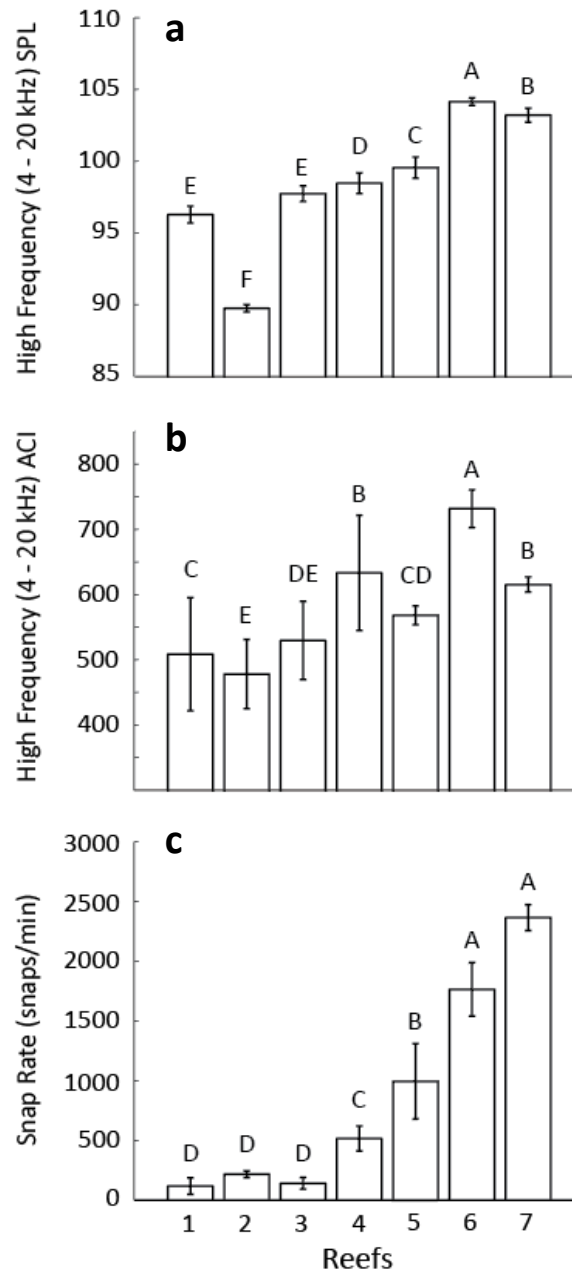 a
High Frequency (4 - 20 kHz) SPL
110
105
100
95
90
85
E
F
E
D
C
A
B
b
High Frequency (4 - 20 kHz) ACI
800
700
600
500
400
C
E
DE
B
CD
A
B
c
Snap Rate (snaps/min)
3000
2500
2000
1500
1000
500
0
D
D
D
C
B
A
A
1 2 3 4 5 6 7
Reefs